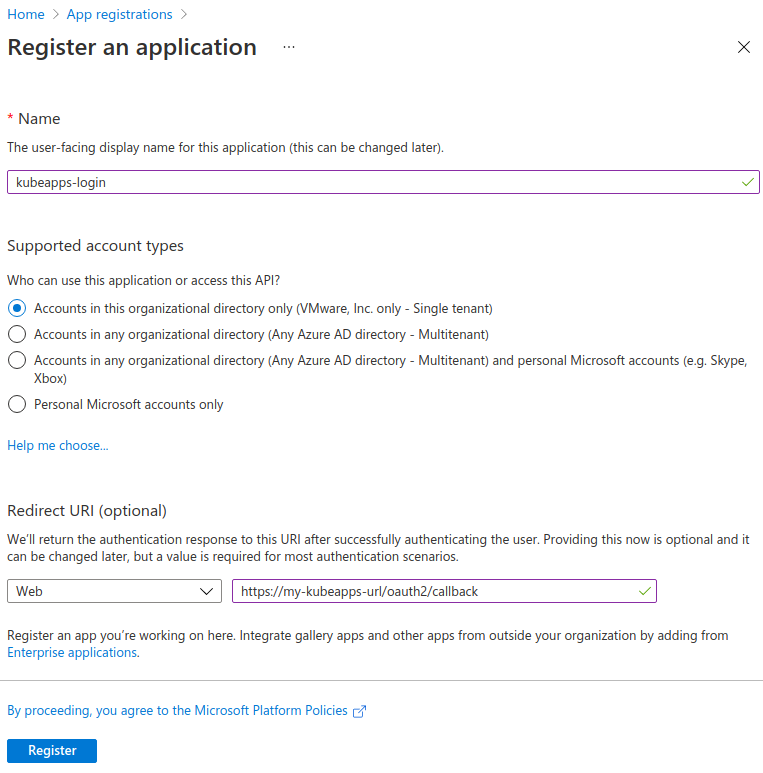 Home > App registrations >
Register an application ...
* Name
The user-facing display name for this application (this can be changed later).
kubeapps-login
Supported account types
Who can use this application or access this API?
Accounts in this organizational directory only (VMware, Inc. only - Single tenant)
Accounts in any organizational directory (Any Azure AD directory - Multitenant)
Accounts in any organizational directory (Any Azure AD directory - Multitenant) and personal Microsoft accounts (e.g. Skype,
Xbox)
Personal Microsoft accounts only
Help me choose...
Redirect URI (optional)
We'll return the authentication response to this URI after successfully authenticating the user. Providing this now is optional and it
can be changed later, but a value is required for most authentication scenarios.
Web
https://my-kubeapps-url/oauth2/callback
Register an app you're working on here. Integrate gallery apps and other apps from outside your organization by adding from
Enterprise applications.
By proceeding, you agree to the Microsoft Platform Policies
Register